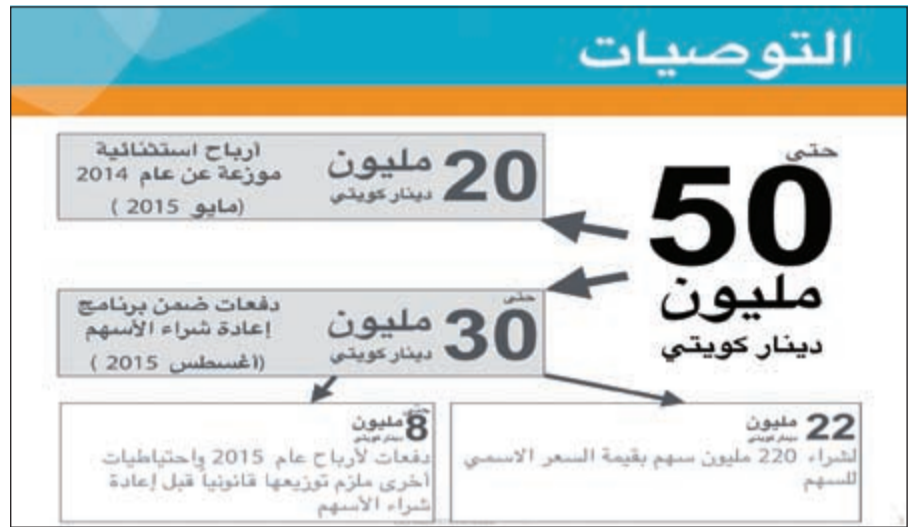 التوصيات
حتى
50
مليون
دينار كويتي
20 مليون
دينار كويتي
أرباح استثنائية
موزعة عن عام 2014
(مايو 2015 )
حتى
30 مليون
دينار كويتي
دفعات ضمن برنامج
إعادة شراء الأسهم
(أغسطس 2015 )
22 مليون
دينار كويتي
لشراء 220 مليون سهم بقيمة السعر الاسمي
للسهم
حتى
8 مليون
دينار كويتي
دفعات لأرباح عام 2015 واحتياطيات
أخرى ملزم توزيعها قانونياً قبل إعادة
شراء الأسهم